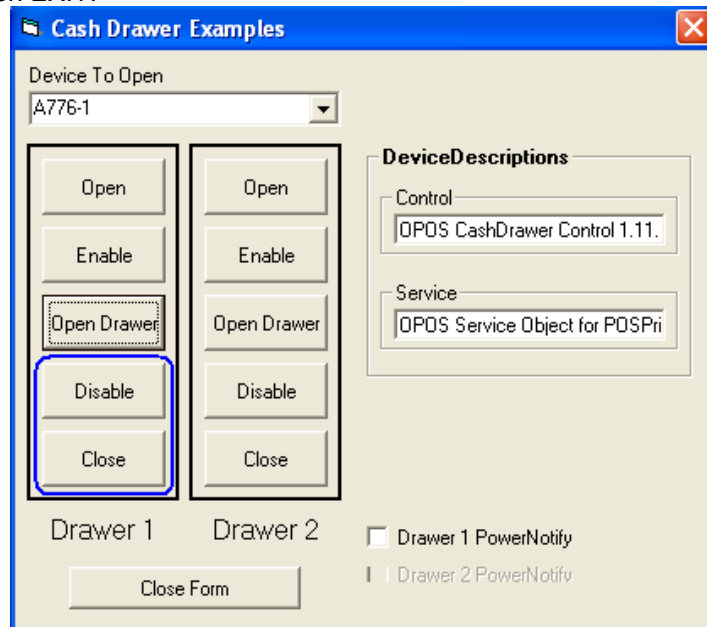 Cash Drawer Examples
Device To Open
A776-1
Open
Enable
Open Drawer
Disable
Close
Drawer 1
Open
Enable
Open Drawer
Disable
Close
Drawer 2
Close Form
DeviceDescriptions
Control
OPOS CashDrawer Control 1.11.
Service
OPOS Service Object for POSPri
Drawer 1 PowerNotify
Drawer 2 PowerNotify